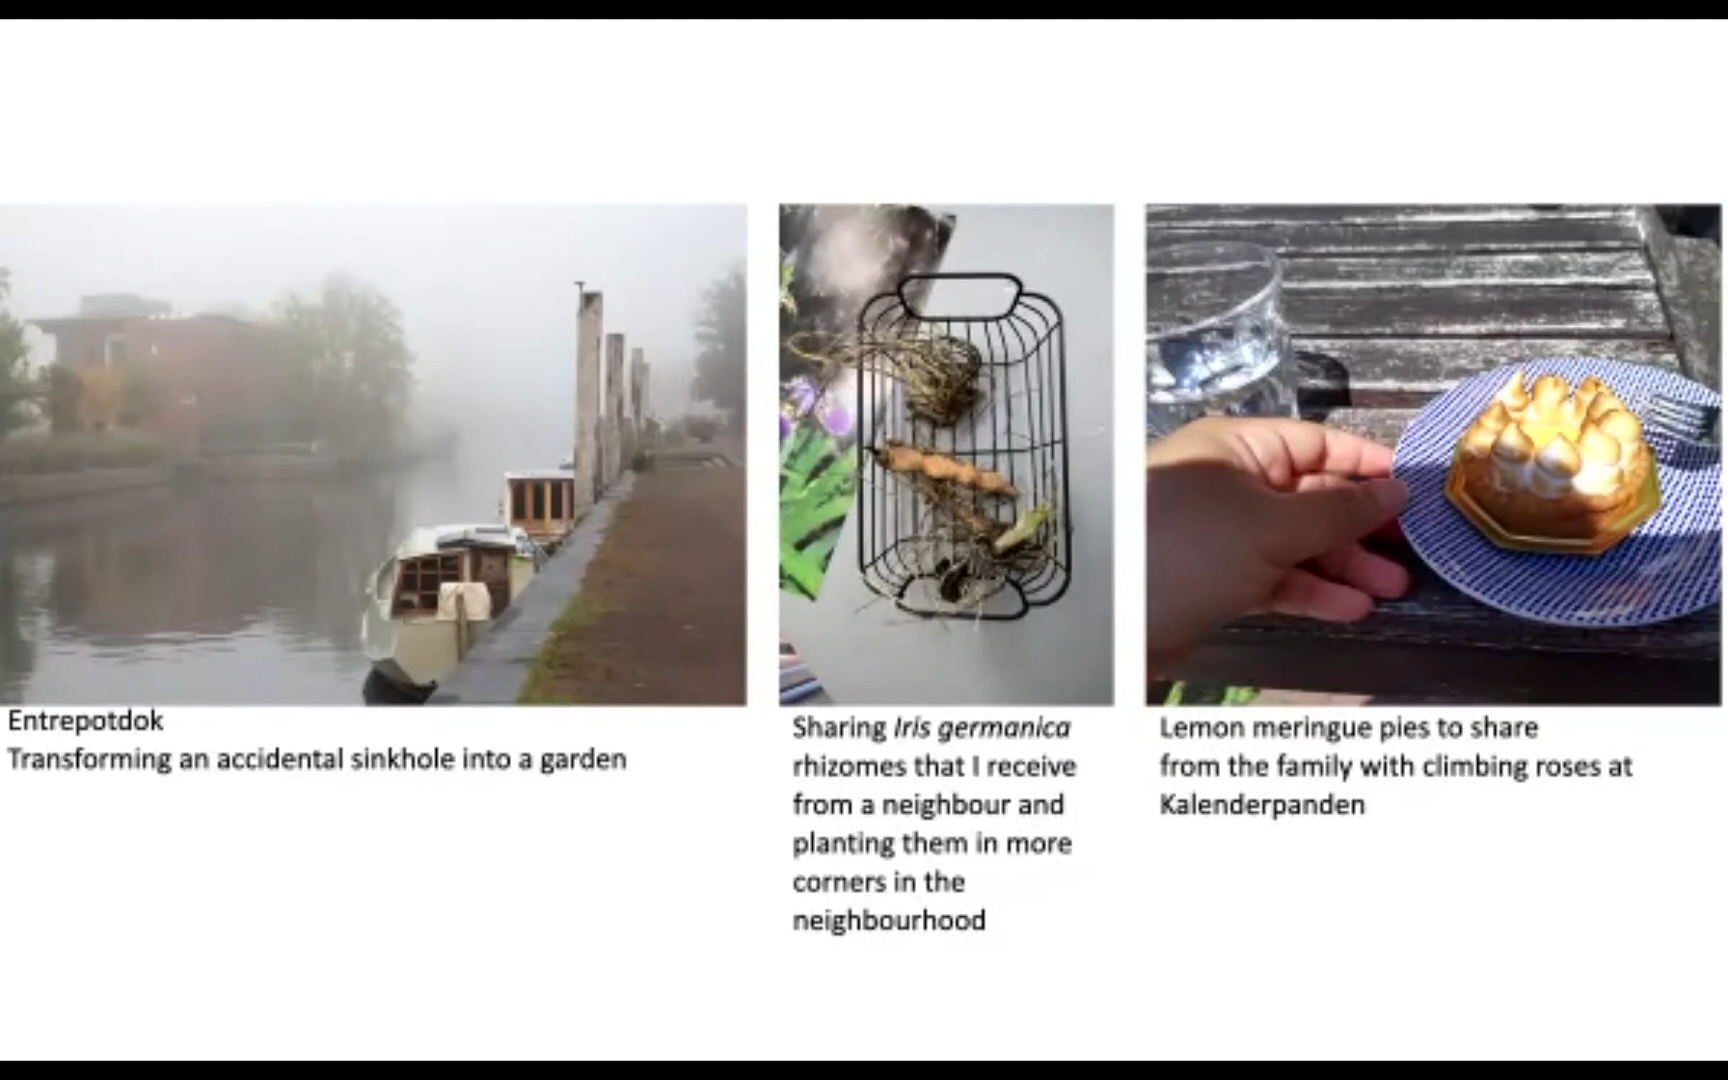 Entrepotdok
Transforming an accidental sinkhole into a garden
Sharing Iris germanica
rhizomes that I receive
from a neighbour and
planting them in more
corners in the
neighbourhood
Lemon meringue pies to share
from the family with climbing roses at
Kalenderpanden